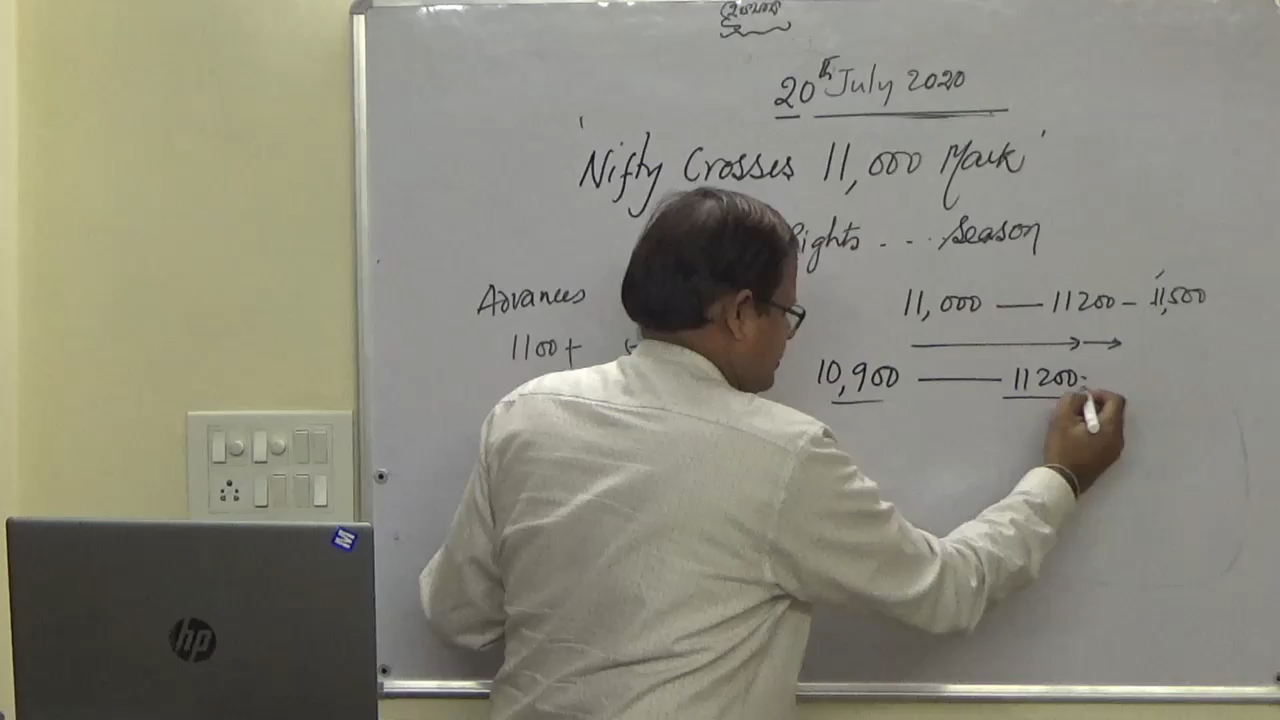 20th July 2020
'Nifty Crosses 11,000 Mark'
Rights ... Season
Advances
11,000 — 11200 – 11,500
1100+
10,900 — 11200
M
hp